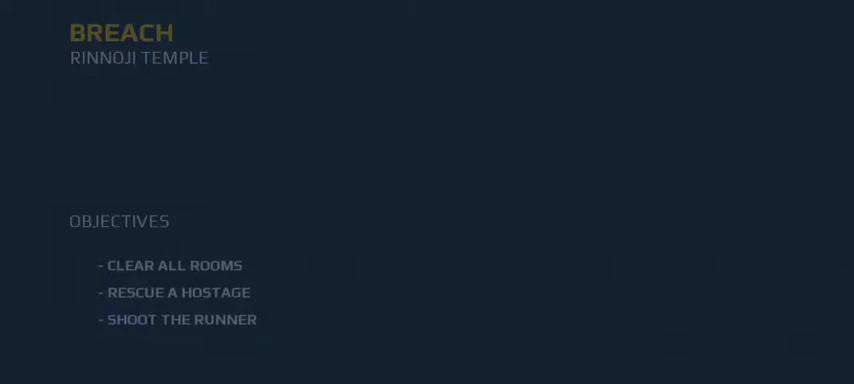 BREACH
RINNOJI TEMPLE
OBJECTIVES
- CLEAR ALL ROOMS
- RESCUE A HOSTAGE
- SHOOT THE RUNNER